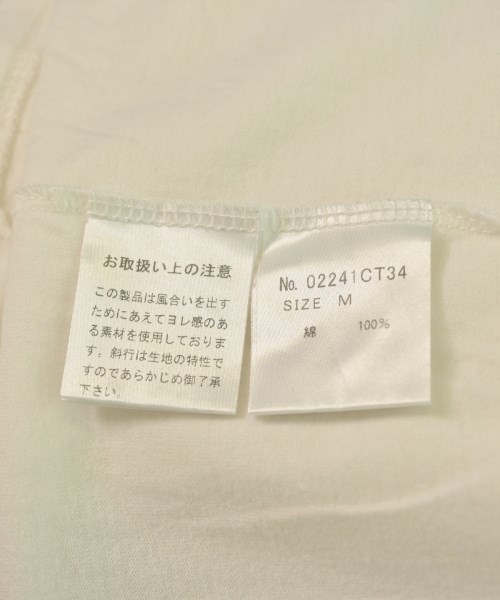 お取扱い上の注意
この製品は風合いを出す
ためにあえてヨレ感のあ
る素材を使用しておりま
す。斜行は生地の特性で
すのであらかじめ御了承
下さい。
No. 02241CT34
SIZE M
綿 100%